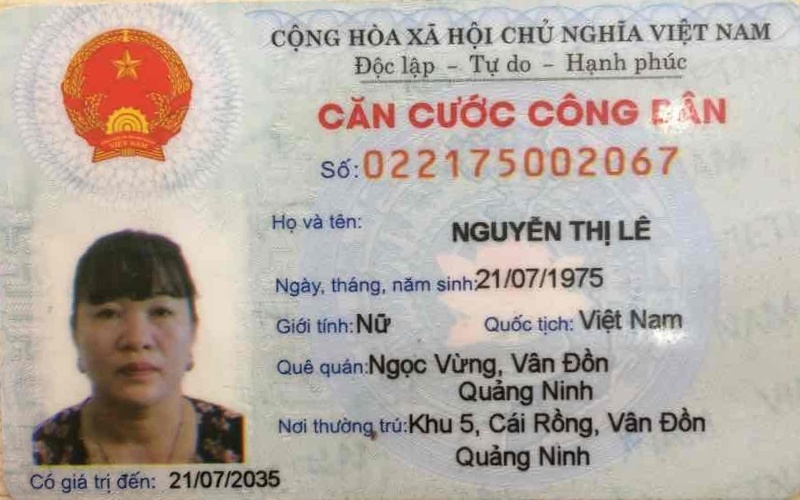 CỘNG HÒA XÃ HỘI CHỦ NGHĨA VIỆT NAM
Độc lập - Tự do - Hạnh phúc
CĂN CƯỚC CÔNG DÂN
Số: 022175002067
Họ và tên: NGUYỄN THỊ LÊ
Ngày, tháng, năm sinh: 21/07/1975
Giới tính: Nữ Quốc tịch: Việt Nam
Quê quán: Ngọc Vừng, Vân Đồn
Quảng Ninh
Nơi thường trú: Khu 5, Cái Rồng, Vân Đồn
Quảng Ninh
Có giá trị đến: 21/07/2035
VIỆT NAM